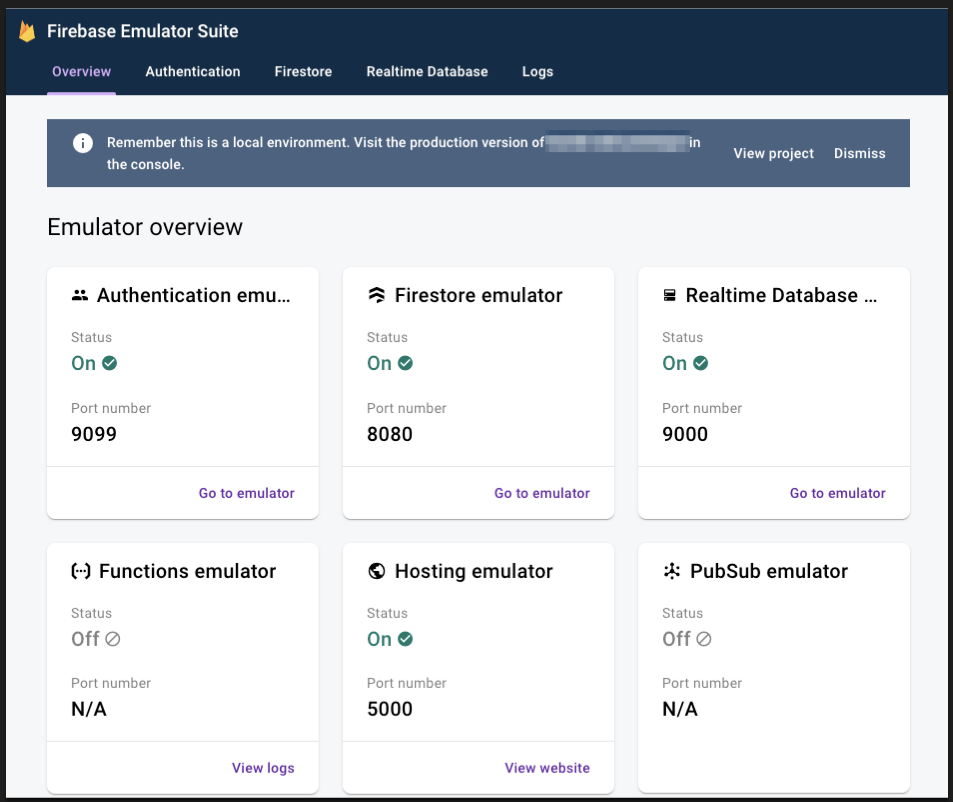 Firebase Emulator Suite
Overview Authentication Firestore Realtime Database Logs
Remember this is a local environment. Visit the production version of in
the console.
View project Dismiss
Emulator overview
Authentication emu...
Status
On
Port number
9099
Go to emulator
Firestore emulator
Status
On
Port number
8080
Go to emulator
Realtime Database ...
Status
On
Port number
9000
Go to emulator
Functions emulator
Status
Off
Port number
N/A
View logs
Hosting emulator
Status
On
Port number
5000
View website
PubSub emulator
Status
Off
Port number
N/A